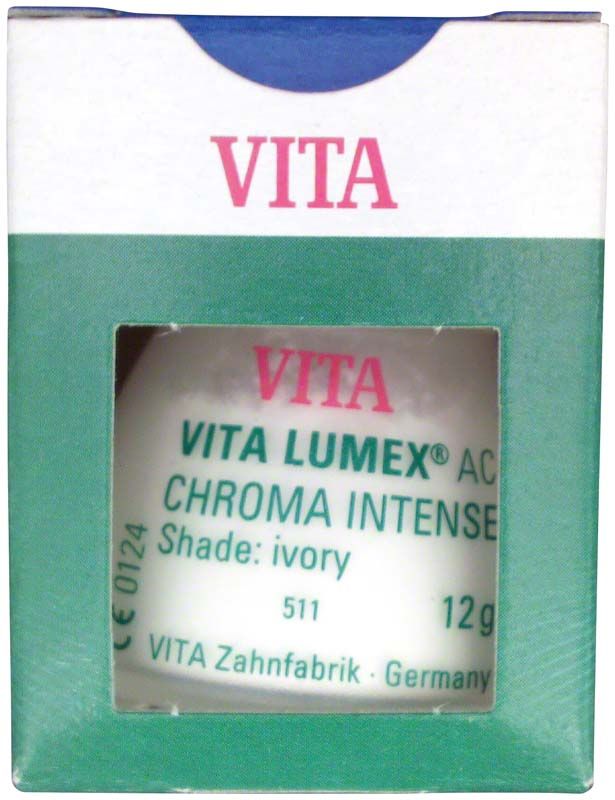 VITA
VITA
VITA LUMEX® AC
CHROMA INTENSE
Shade: ivory
511 12g
VITA Zahnfabrik · Germany
CE 0124